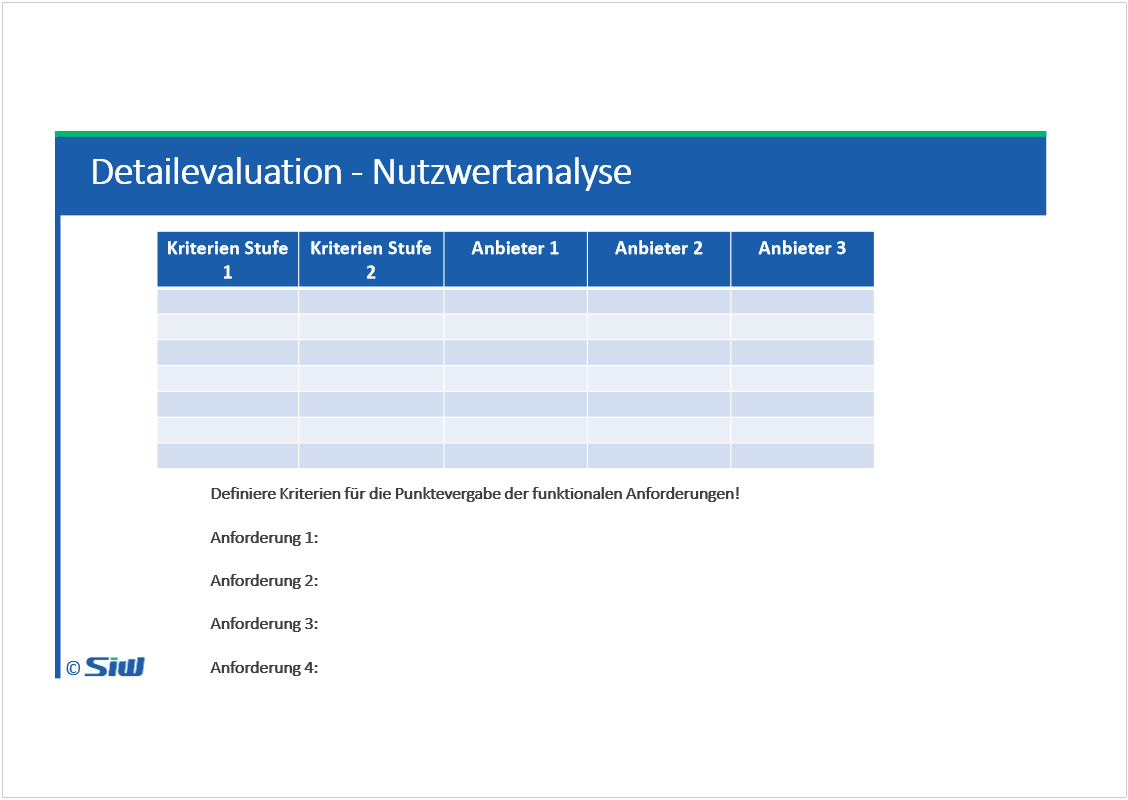 Detailevaluation - Nutzwertanalyse
Kriterien Stufe
1
Kriterien Stufe
2
Anbieter 1
Anbieter 2
Anbieter 3
Definiere Kriterien für die Punktevergabe der funktionalen Anforderungen!
Anforderung 1:
Anforderung 2:
Anforderung 3:
Anforderung 4:
© SIW